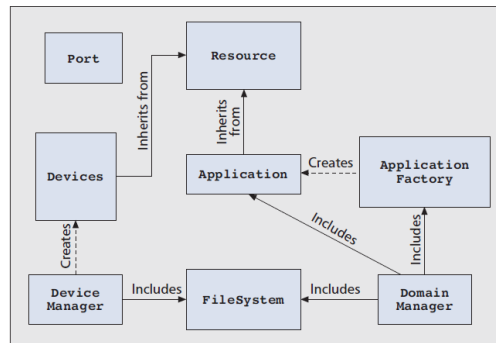 Port
Resource
Inherits from
Inherits
from
Devices
Application
Creates
Application
Factory
Creates
Includes
Includes
Device
Manager
Includes
FileSystem
Includes
Domain
Manager